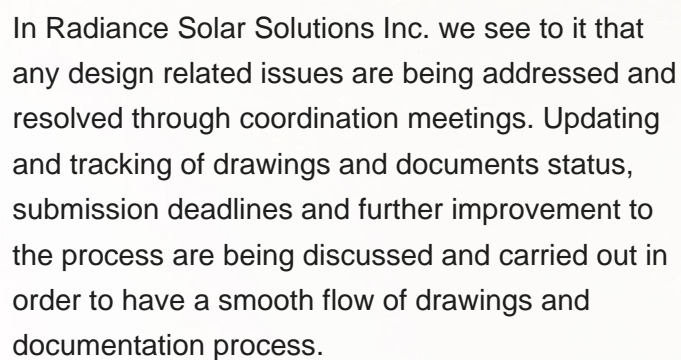 In Radiance Solar Solutions Inc. we see to it that
any design related issues are being addressed and
resolved through coordination meetings. Updating
and tracking of drawings and documents status,
submission deadlines and further improvement to
the process are being discussed and carried out in
order to have a smooth flow of drawings and
documentation process.